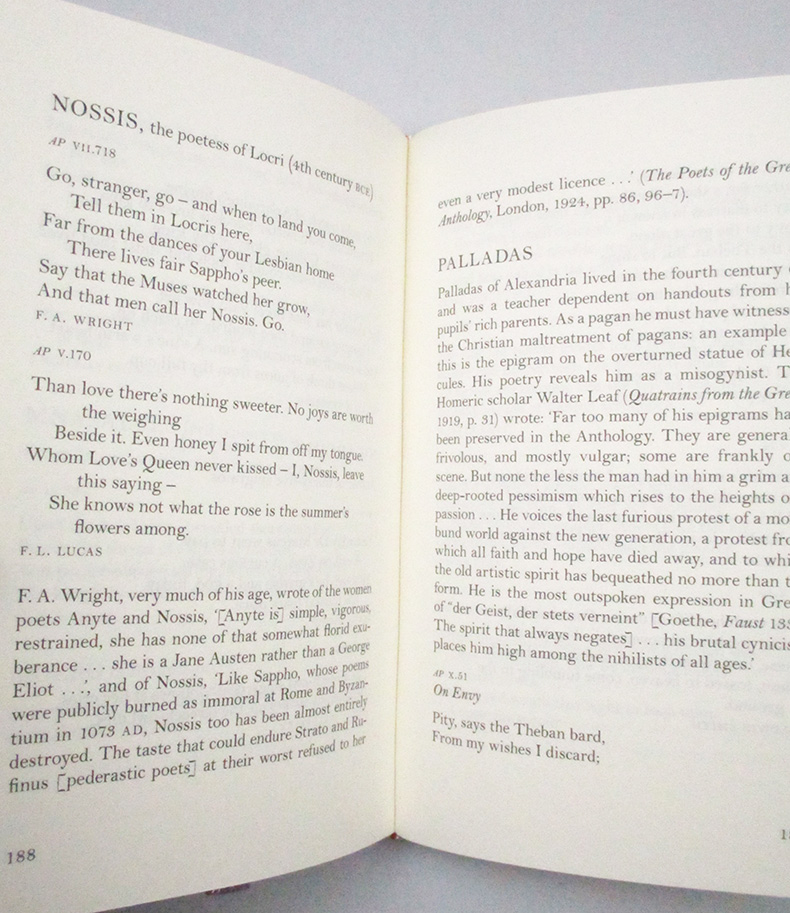 NOSSIS, the poetess of Locri (4th century BCE)
AP VII.718
Go, stranger, go – and when to land you come,
Tell them in Locris here,
Far from the dances of your Lesbian home
There lives fair Sappho's peer.
Say that the Muses watched her grow,
And that men call her Nossis. Go.
F. A. WRIGHT
AP V.170
Than love there's nothing sweeter. No joys are worth
the weighing
Beside it. Even honey I spit from off my tongue.
Whom Love's Queen never kissed – I, Nossis, leave
this saying –
She knows not what the rose is the summer's
flowers among.
F. L. LUCAS
F. A. Wright, very much of his age, wrote of the women
poets Anyte and Nossis, '[Anyte is] simple, vigorous,
restrained, she has none of that somewhat florid exu-
berance . . . she is a Jane Austen rather than a George
Eliot . . .', and of Nossis, 'Like Sappho, whose poems
were publicly burned as immoral at Rome and Byzan-
tium in 1073 AD, Nossis too has been almost entirely
destroyed. The taste that could endure Strato and Ru-
finus [pederastic poets] at their worst refused to her
188
even a very modest licence . . .' (The Poets of the Gre
Anthology, London, 1924, pp. 86, 96–7).
PALLADAS
Palladas of Alexandria lived in the fourth century
and was a teacher dependent on handouts from
pupils' rich parents. As a pagan he must have witness
the Christian maltreatment of pagans: an example
this is the epigram on the overturned statue of He
cules. His poetry reveals him as a misogynist. T
Homeric scholar Walter Leaf (Quatrains from the Gre
1919, p. 31) wrote: 'Far too many of his epigrams ha
been preserved in the Anthology. They are genera
frivolous, and mostly vulgar; some are frankly o
scene. But none the less the man had in him a grim a
deep-rooted pessimism which rises to the heights o
passion . . . He voices the last furious protest of a mo
bund world against the new generation, a protest fro
which all faith and hope have died away, and to whi
the old artistic spirit has bequeathed no more than t
form. He is the most outspoken expression in Gre
of "der Geist, der stets verneint" [Goethe, Faust 133
The spirit that always negates] . . . his brutal cynicis
places him high among the nihilists of all ages.'
AP X.51
On Envy
Pity, says the Theban bard,
From my wishes I discard;